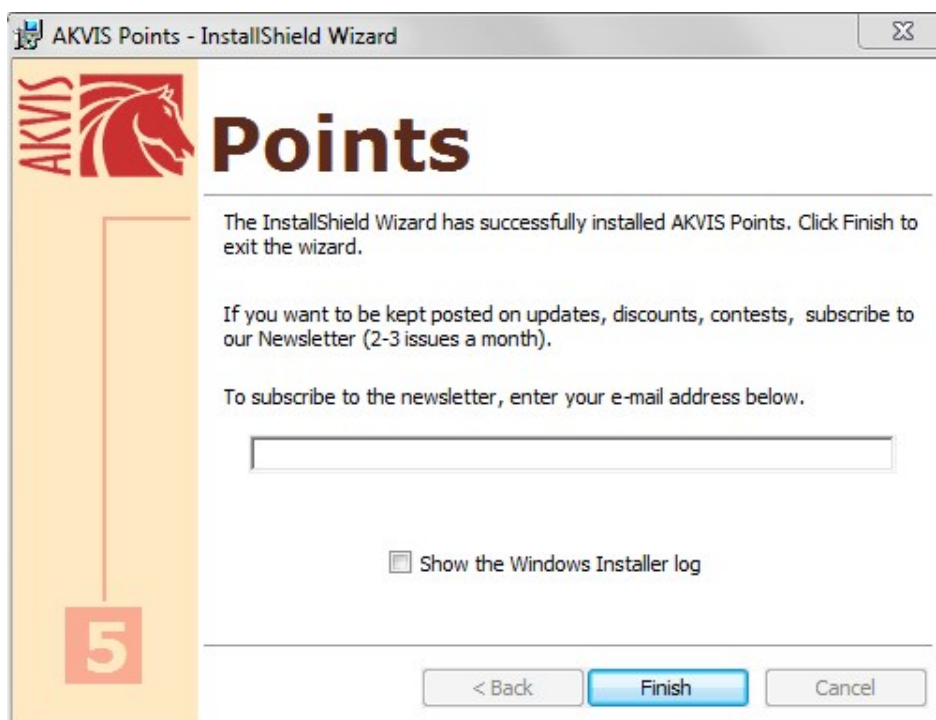 AKVIS Points - InstallShield Wizard
AKVIS
Points
The InstallShield Wizard has successfully installed AKVIS Points. Click Finish to
exit the wizard.
If you want to be kept posted on updates, discounts, contests,  subscribe to
our Newsletter (2-3 issues a month).
To subscribe to the newsletter, enter your e-mail address below.
Show the Windows Installer log
5
< Back
Finish
Cancel